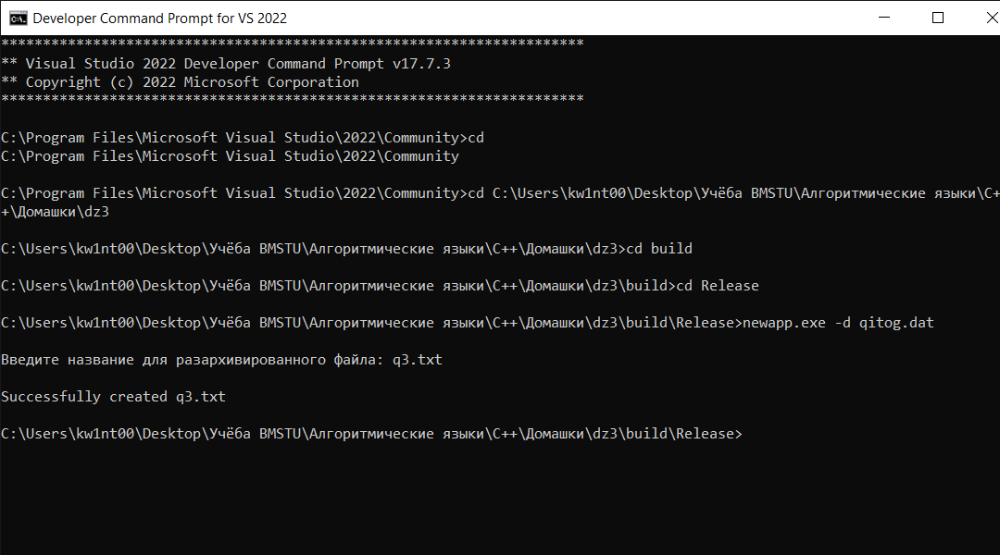 Developer Command Prompt for VS 2022
**********************************************************************
** Visual Studio 2022 Developer Command Prompt v17.7.3
** Copyright (c) 2022 Microsoft Corporation
**********************************************************************
C:\Program Files\Microsoft Visual Studio\2022\Community>cd
C:\Program Files\Microsoft Visual Studio\2022\Community
C:\Program Files\Microsoft Visual Studio\2022\Community>cd C:\Users\kw1nt00\Desktop\Учёба BMSTU\Алгоритмические языки\C+
+\Домашки\dz3
C:\Users\kw1nt00\Desktop\Учёба BMSTU\Алгоритмические языки\C++\Домашки\dz3>cd build
C:\Users\kw1nt00\Desktop\Учёба BMSTU\Алгоритмические языки\C++\Домашки\dz3\build>cd Release
C:\Users\kw1nt00\Desktop\Учёба BMSTU\Алгоритмические языки\C++\Домашки\dz3\build\Release>newapp.exe -d qitog.dat
Введите название для разархивированного файла: q3.txt
Successfully created q3.txt
C:\Users\kw1nt00\Desktop\Учёба BMSTU\Алгоритмические языки\C++\Домашки\dz3\build\Release>